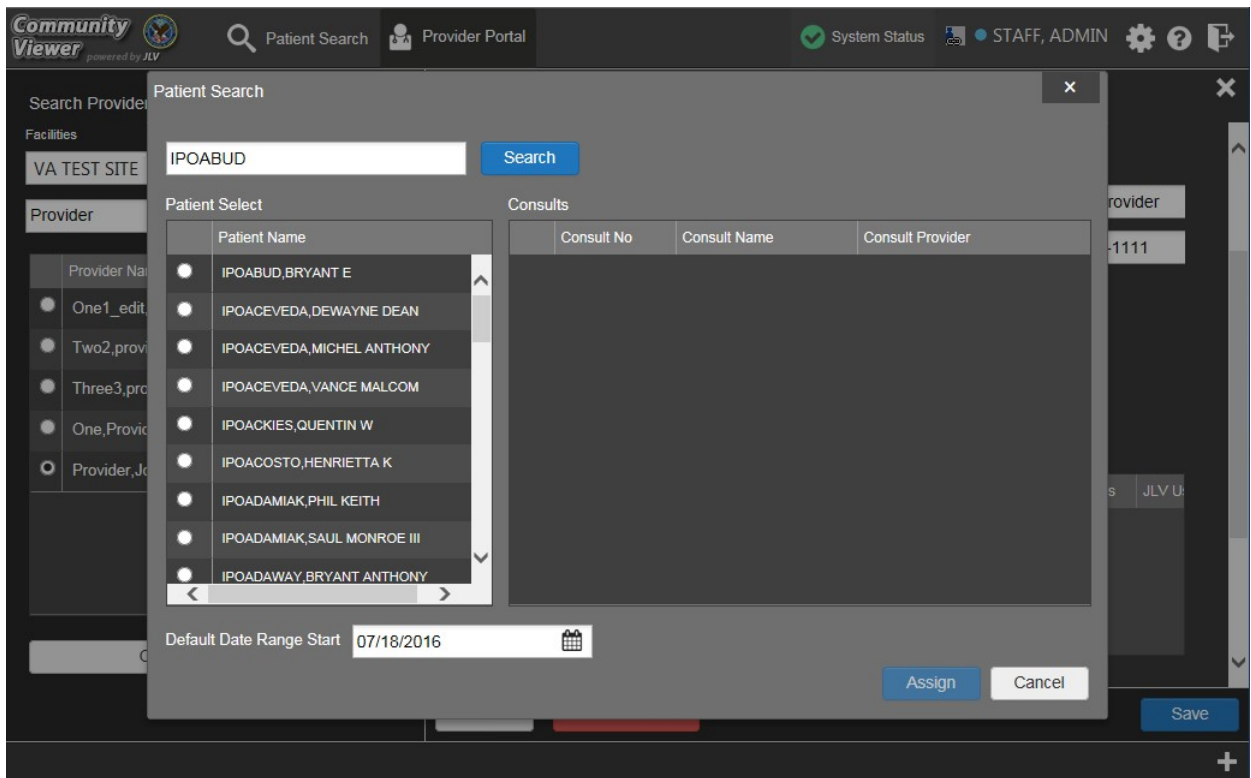 Community Viewer powered by JLV
Patient Search
Provider Portal
System Status
STAFF, ADMIN
Search Provider
Facilities
VA TEST SITE
Provider
Provider Na
One1_edit,
Two2,provi
Three3,pro
One,Provid
Provider,Jo
Patient Search
IPOABUD
Search
Patient Select
Patient Name
IPOABUD,BRYANT E
IPOACEVEDA,DEWAYNE DEAN
IPOACEVEDA,MICHEL ANTHONY
IPOACEVEDA,VANCE MALCOM
IPOACKIES,QUENTIN W
IPOACOSTO,HENRIETTA K
IPOADAMIAK,PHIL KEITH
IPOADAMIAK,SAUL MONROE III
IPOADAWAY,BRYANT ANTHONY
Consults
Consult No Consult Name Consult Provider
Default Date Range Start 07/18/2016
Assign
Cancel
rovider
-1111
s JLV U
Save